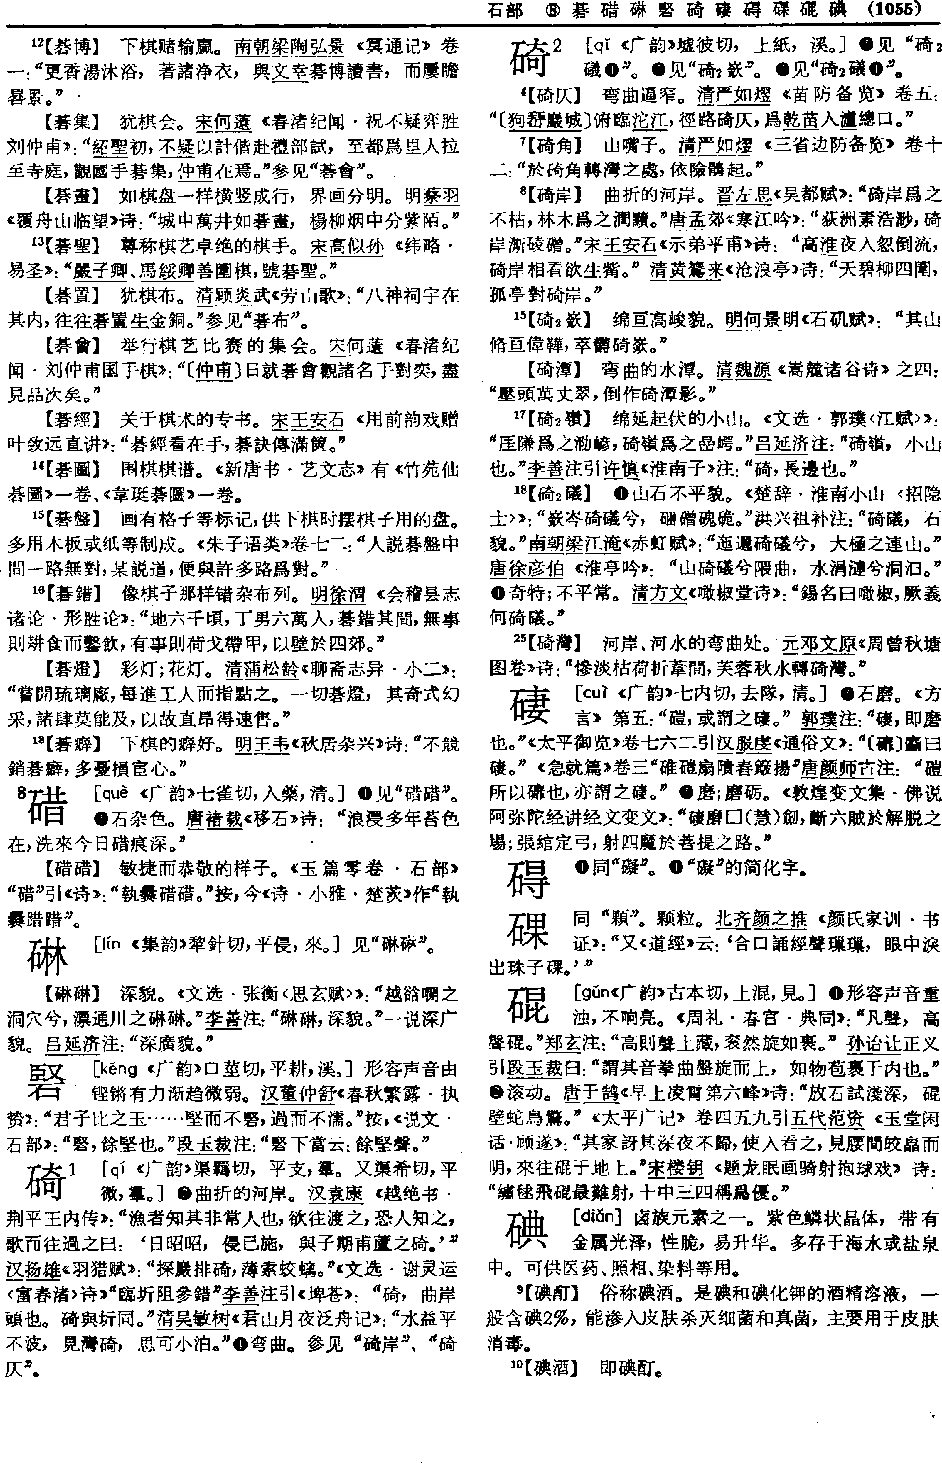 石部 ⑧ 碁 碏 碄 硻 碕 碎 碍 碟 硍 碘 (1055)
¹²【碁博】 下棋赌输赢。南朝梁陶弘景《冥通记》卷
一：“更香湯沐浴，著諸净衣，與文幸碁博讀書，而屢瞻
晷景。”
【碁集】 犹棋会。宋何薳《春渚纪闻·祝不疑弈胜
刘仲甫》：“紹聖初，不疑以計偕赴禮部試，至都爲里人拉
至寺庭，觀國手碁集，仲甫在焉。”参见“碁會”。
【碁畫】 如棋盘一样横竖成行，界画分明。明蔡羽
《覆舟山临望》诗：“城中萬井如碁畫，楊柳烟中分紫陌。”
¹³【碁聖】 尊称棋艺卓绝的棋手。宋高似孙《纬略·
易圣》：“嚴子卿、馬綏卿善圍棋，號碁聖。”
【碁置】 犹棋布。清顾炎武《劳山歌》：“八神祠宇在
其内，往往碁置生金銅。”参见“碁布”。
【碁會】 举行棋艺比赛的集会。宋何薳《春渚纪
闻·刘仲甫国手棋》：“〔仲甫〕日就碁會觀諸名手對奕，盡
見品次矣。”
【碁經】 关于棋术的专书。宋王安石《用前韵戏赠
叶致远直讲》：“碁經看在手，碁訣傳滿篋。”
¹⁴【碁圖】 围棋棋谱。《新唐书·艺文志》有《竹苑仙
碁圖》一卷、《韋珽碁圖》一卷。
¹⁵【碁盤】 画有格子等标记，供下棋时摆棋子用的盘。
多用木板或纸等制成。《朱子语类》卷七二：“人説碁盤中
間一路無對，某説道，便與許多路爲對。”
¹⁶【碁錯】 像棋子那样错杂布列。明徐渭《会稽县志
诸论·形胜论》：“地六千頃，丁男六萬人，碁錯其間，無事
則耕食而鑿飲，有事則荷戈帶甲，以壁於四郊。”
【碁燈】 彩灯；花灯。清蒲松龄《聊斋志异·小二》：
“嘗開琉璃廠，每進工人而指點之。一切碁燈，其奇式幻
采，諸肆莫能及，以故直昂得速售。”
¹⁸【碁癖】 下棋的癖好。明王韦《秋居杂兴》诗：“不競
銷碁癖，多憂損宦心。”
⁸碏 [què《广韵》七雀切，入藥，清。] ❶见“碏碏”。
❷石杂色。唐褚载《移石》诗：“浪浸多年苔色
在，洗來今日碏痕深。”
【碏碏】 敏捷而恭敬的样子。《玉篇零卷·石部》
“碏”引《诗》：“執爨碏碏。”按，今《诗·小雅·楚茨》作“執
爨踖踖”。
碄 [lín《集韵》犂針切，平侵，來。] 见“碄碄”。
【碄碄】 深貌。《文选·张衡〈思玄赋〉》：“越谽㘚之
洞穴兮，漂通川之碄碄。”李善注：“碄碄，深貌。”一说深广
貌。吕延济注：“深廣貌。”
硻 [kēng《广韵》口莖切，平耕，溪。] 形容声音由
铿锵有力渐趋微弱。汉董仲舒《春秋繁露·执
贽》：“君子比之玉……堅而不硻，過而不濡。”按，《说文·
石部》：“硻，餘堅也。”段玉裁注：“硻下當云：餘堅聲。”
碕1 [qí《广韵》渠羈切，平支，羣。又渠希切，平
微，羣。] ❶曲折的河岸。汉袁康《越绝书·
荆平王内传》：“漁者知其非常人也，欲往渡之，恐人知之，
歌而往過之曰：‘日昭昭，侵已施，與子期甫蘆之碕。’”
汉扬雄《羽猎赋》：“探巖排碕，薄索蛟螭。”《文选·谢灵运
〈富春渚〉诗》“臨圻阻參錯”李善注引《埤苍》：“碕，曲岸
頭也。碕與圻同。”清吴敏树《君山月夜泛舟记》：“水益平
不波，見灣碕，思可小泊。”❷弯曲。参见“碕岸”、“碕
仄”。
碕2 [qǐ《广韵》墟彼切，上紙，溪。] ❶见“碕₂
礒❶”。❷见“碕₂嶔”。❸见“碕₂礒❶”。
⁴【碕仄】 弯曲逼窄。清严如熤《苗防备览》卷五：
“〔狗𨐈巖城〕俯臨沱江，徑路碕仄，爲乾苗入瀘總口。”
⁷【碕角】 山嘴子。清严如熤《三省边防备览》卷十
二：“於碕角轉灣之處，依險鵲起。”
⁸【碕岸】 曲折的河岸。晋左思《吴都赋》：“碕岸爲之
不枯，林木爲之潤黷。”唐孟郊《寒江吟》：“荻洲素浩渺，碕
岸澌碐磳。”宋王安石《示弟平甫》诗：“高淮夜入忽倒流，
碕岸相看欲生觜。”清黄鷟来《沧浪亭》诗：“天碧柳四圍，
孤亭對碕岸。”
¹⁵【碕₂嶔】 绵亘高峻貌。明何景明《石矶赋》：“其山
脩亘偉鞾，萃欝碕嶔。”
【碕潭】 弯曲的水潭。清魏源《嵩麓诸谷诗》之四：
“壓頭萬丈翠，倒作碕潭影。”
¹⁷【碕₂嶺】 绵延起伏的小山。《文选·郭璞〈江赋〉》：
“厓隒爲之泐嵃，碕嶺爲之嵒崿。”吕延济注：“碕嶺，小山
也。”李善注引许慎《淮南子》注：“碕，長邊也。”
¹⁸【碕₂礒】 ❶山石不平貌。《楚辞·淮南小山〈招隐
士〉》：“嶔岑碕礒兮，硱磳磈硊。”洪兴祖补注：“碕礒，石
貌。”南朝梁江淹《赤虹赋》：“迤邐碕礒兮，太極之連山。”
唐徐彦伯《淮亭吟》：“山碕礒兮隈曲，水涓漣兮洞汩。”
❷奇特；不平常。清方文《噉椒堂诗》：“錫名曰噉椒，厥義
何碕礒。”
²⁵【碕灣】 河岸、河水的弯曲处。元邓文原《周曾秋塘
图卷》诗：“慘淡枯荷折葦間，芙蓉秋水轉碕灣。”
[cuì《广韵》七内切，去隊，清。] ❶石磨。《方
言》第五：“磑，或謂之䃀。”郭璞注：“䃀，即磨
也。”《太平御览》卷七六二引汉服虔《通俗文》：“〔䃺〕䃀曰
䃀。”《急就篇》卷三“碓磑扇隤舂簸揚”唐颜师古注：“磑
所以䃺也，亦謂之䃀。”❷磨；磨砺。《敦煌变文集·佛说
阿弥陀经讲经文变文》：“䃀磨□(慧)劍，斷六賊於解脱之
場；張綰定弓，射四魔於菩提之路。”
碍 ❶同“礙”。❷“礙”的简化字。
同“顆”。颗粒。北齐颜之推《颜氏家训·书
证》：“又《道經》云：‘合口誦經聲璅璅，眼中淚
出珠子䂺。’”
硍 [gǔn《广韵》古本切，上混，見。] ❶形容声音重
浊，不响亮。《周礼·春官·典同》：“凡聲，高
聲硍。”郑玄注：“高則聲上藏，衮然旋如裹。”孙诒让正义
引段玉裁曰：“謂其音拳曲盤旋而上，如物苞裹于内也。”
❷滚动。唐于鹄《早上凌霄第六峰》诗：“放石試淺深，硍
壁蛇鳥驚。”《太平广记》卷四五九引五代范资《玉堂闲
话·顾遂》：“其家訝其深夜不歸，使人看之，見腰間皎晶而
明，來往硍于地上。”宋楼钥《题龙眠画骑射抱球戏》诗：
“繡毬飛硍最難射，十中三四稱爲優。”
碘 [diǎn] 卤族元素之一。紫色鳞状晶体，带有
金属光泽，性脆，易升华。多存于海水或盐泉
中。可供医药、照相、染料等用。
⁹【碘酊】 俗称碘酒。是碘和碘化钾的酒精溶液，一
般含碘2%，能渗入皮肤杀灭细菌和真菌，主要用于皮肤
消毒。
¹⁰【碘酒】 即碘酊。